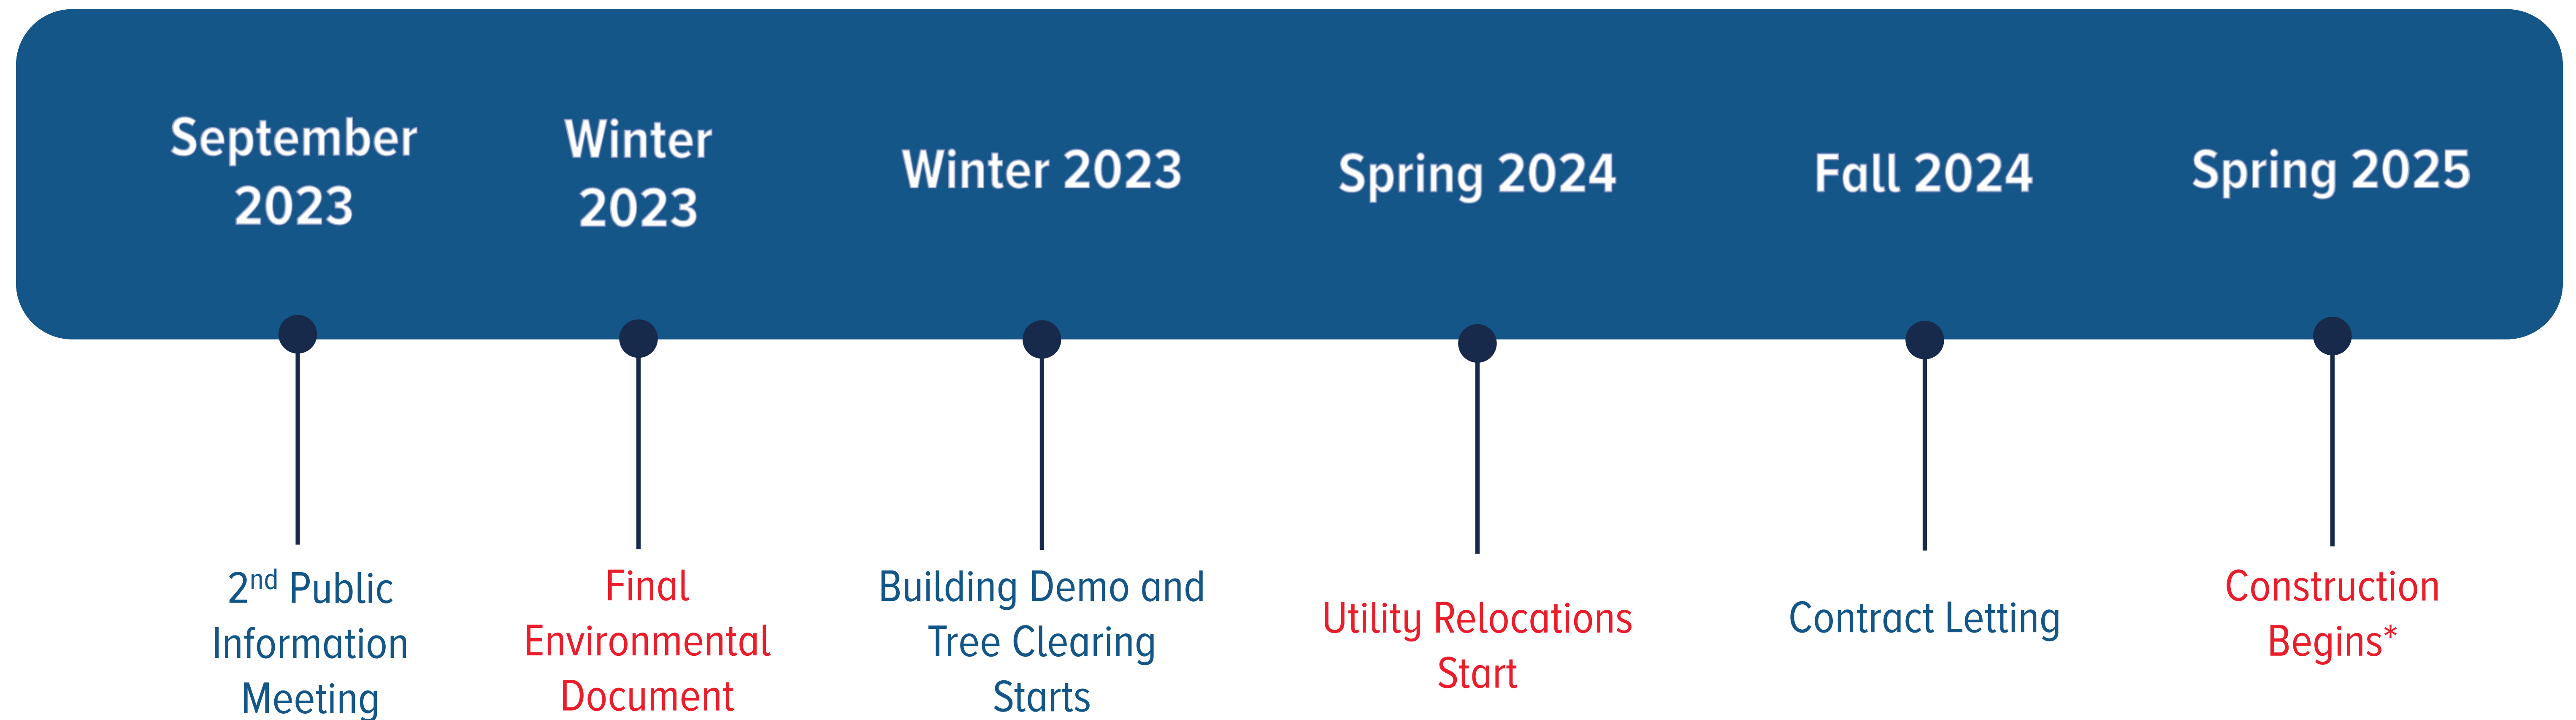 September
2023
Winter
2023
Winter 2023
Spring 2024
Fall 2024
Spring 2025
2nd Public
Information
Meeting
Final
Environmental
Document
Building Demo and
Tree Clearing
Starts
Utility Relocations
Start
Contract Letting
Construction
Begins*